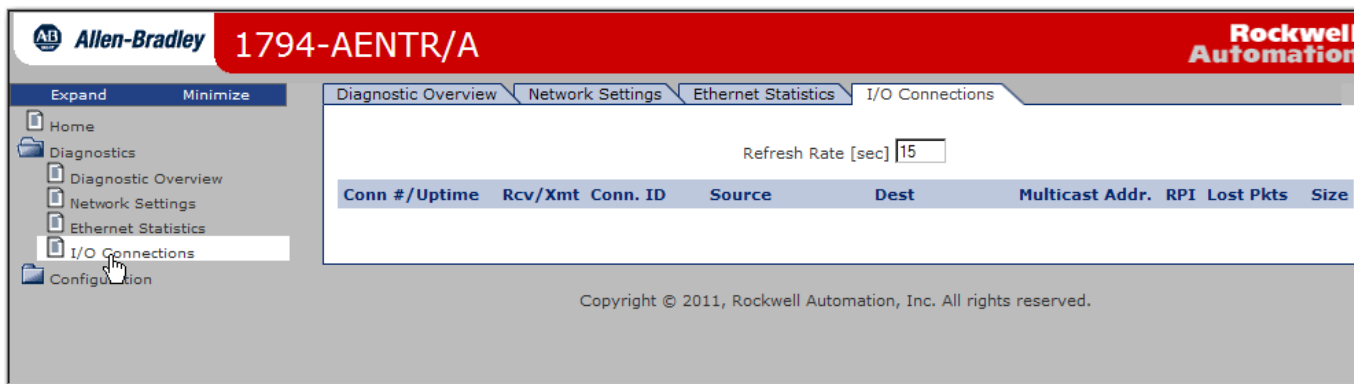 AB Allen-Bradley 1794-AENTR/A Rockwell
Automation
Expand Minimize
Diagnostic Overview Network Settings Ethernet Statistics I/O Connections
Home
Diagnostics
Diagnostic Overview
Network Settings
Ethernet Statistics
I/O Connections
Configuration
Refresh Rate [sec] 15
Conn #/Uptime Rcv/Xmt Conn. ID Source Dest Multicast Addr. RPI Lost Pkts Size
Copyright © 2011, Rockwell Automation, Inc. All rights reserved.